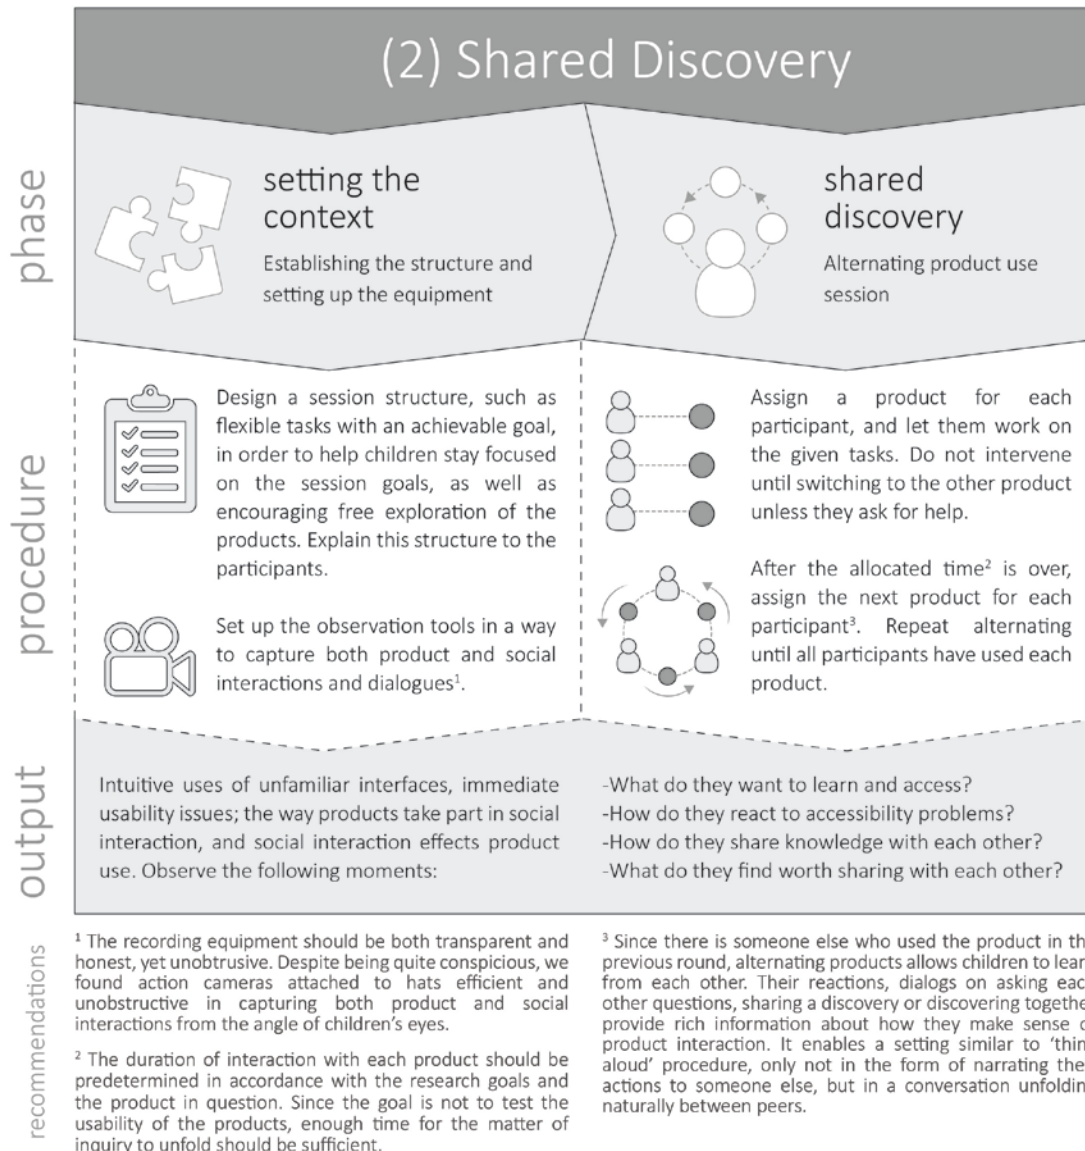 (2) Shared Discovery
phase
setting the
context
Establishing the structure and
setting up the equipment
shared
discovery
Alternating product use
session
procedure
Design a session structure, such as
flexible tasks with an achievable goal,
in order to help children stay focused
on the session goals, as well as
encouraging free exploration of the
products. Explain this structure to the
participants.
Set up the observation tools in a way
to capture both product and social
interactions and dialogues¹.
Assign a product for each
participant, and let them work on
the given tasks. Do not intervene
until switching to the other product
unless they ask for help.
After the allocated time² is over,
assign the next product for each
participant³. Repeat alternating
until all participants have used each
product.
output
Intuitive uses of unfamiliar interfaces, immediate
usability issues; the way products take part in social
interaction, and social interaction effects product
use. Observe the following moments:
-What do they want to learn and access?
-How do they react to accessibility problems?
-How do they share knowledge with each other?
-What do they find worth sharing with each other?
recommendations
¹ The recording equipment should be both transparent and
honest, yet unobtrusive. Despite being quite conspicuous, we
found action cameras attached to hats efficient and
unobstructive in capturing both product and social
interactions from the angle of children's eyes.
² The duration of interaction with each product should be
predetermined in accordance with the research goals and
the product in question. Since the goal is not to test the
usability of the products, enough time for the matter of
inquiry to unfold should be sufficient.
³ Since there is someone else who used the product in th
previous round, alternating products allows children to lear
from each other. Their reactions, dialogs on asking eac
other questions, sharing a discovery or discovering togethe
provide rich information about how they make sense o
product interaction. It enables a setting similar to 'thin
aloud' procedure, only not in the form of narrating the
actions to someone else, but in a conversation unfoldin
naturally between peers.